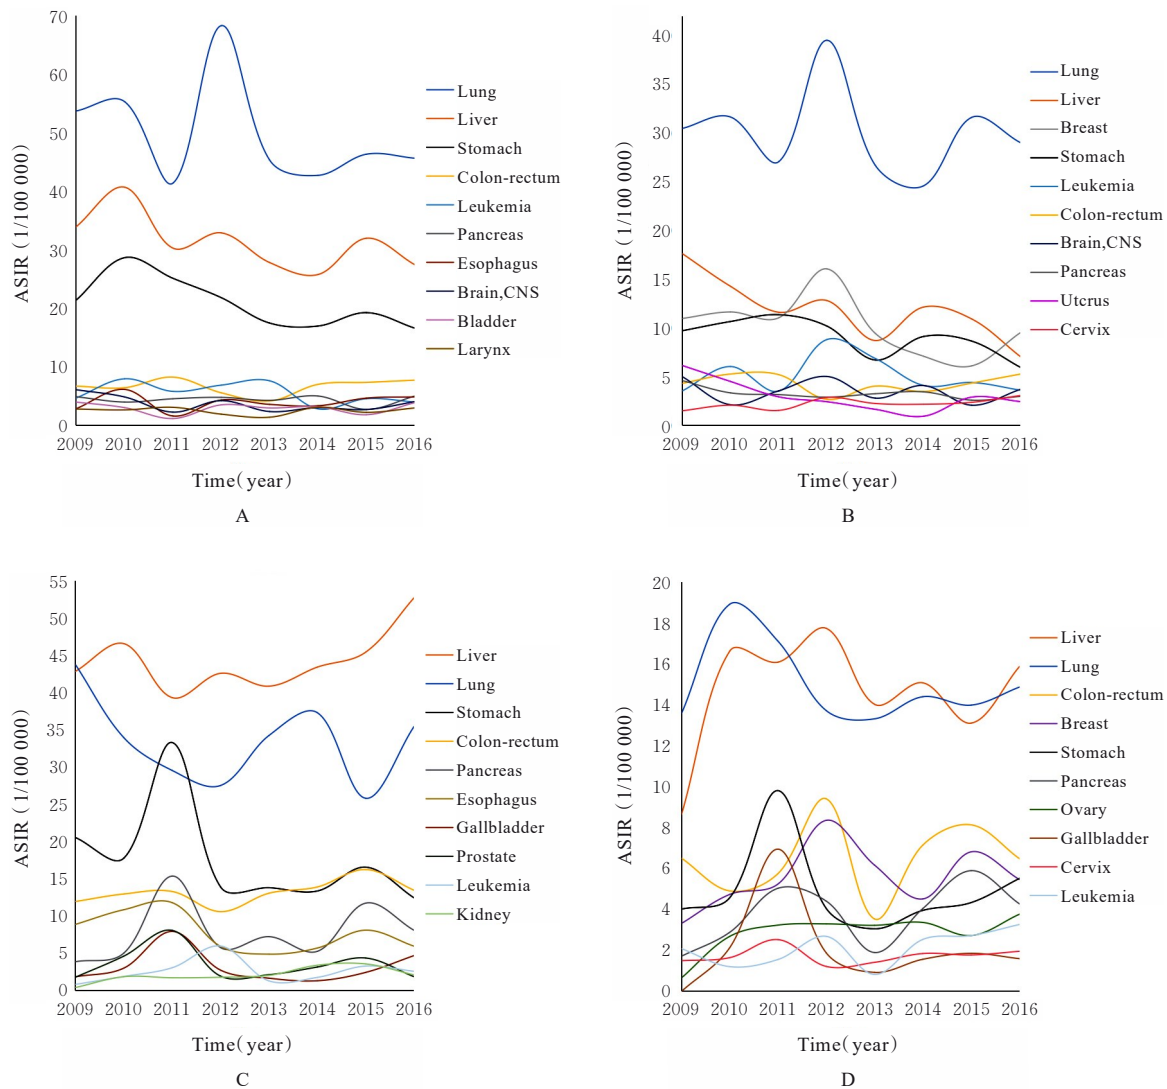 70
60
50
40
30
20
10
0
ASIR (1/100 000)
2009 2010 2011 2012 2013 2014 2015 2016
Time(year)
A
Lung
Liver
Stomach
Colon-rectum
Leukemia
Pancreas
Esophagus
Brain,CNS
Bladder
Larynx
40
35
30
25
20
15
10
5
0
ASIR (1/100 000)
2009 2010 2011 2012 2013 2014 2015 2016
Time(year)
B
Lung
Liver
Breast
Stomach
Leukemia
Colon-rectum
Brain,CNS
Pancreas
Utcrus
Cervix
55
50
45
40
35
30
25
20
15
10
5
0
ASIR (1/100 000)
2009 2010 2011 2012 2013 2014 2015 2016
Time(year)
C
Liver
Lung
Stomach
Colon-rectum
Pancreas
Esophagus
Gallbladder
Prostate
Leukemia
Kidney
20
18
16
14
12
10
8
6
4
2
0
ASIR (1/100 000)
2009 2010 2011 2012 2013 2014 2015 2016
Time(year)
D
Liver
Lung
Colon-rectum
Breast
Stomach
Pancreas
Ovary
Gallbladder
Cervix
Leukemia